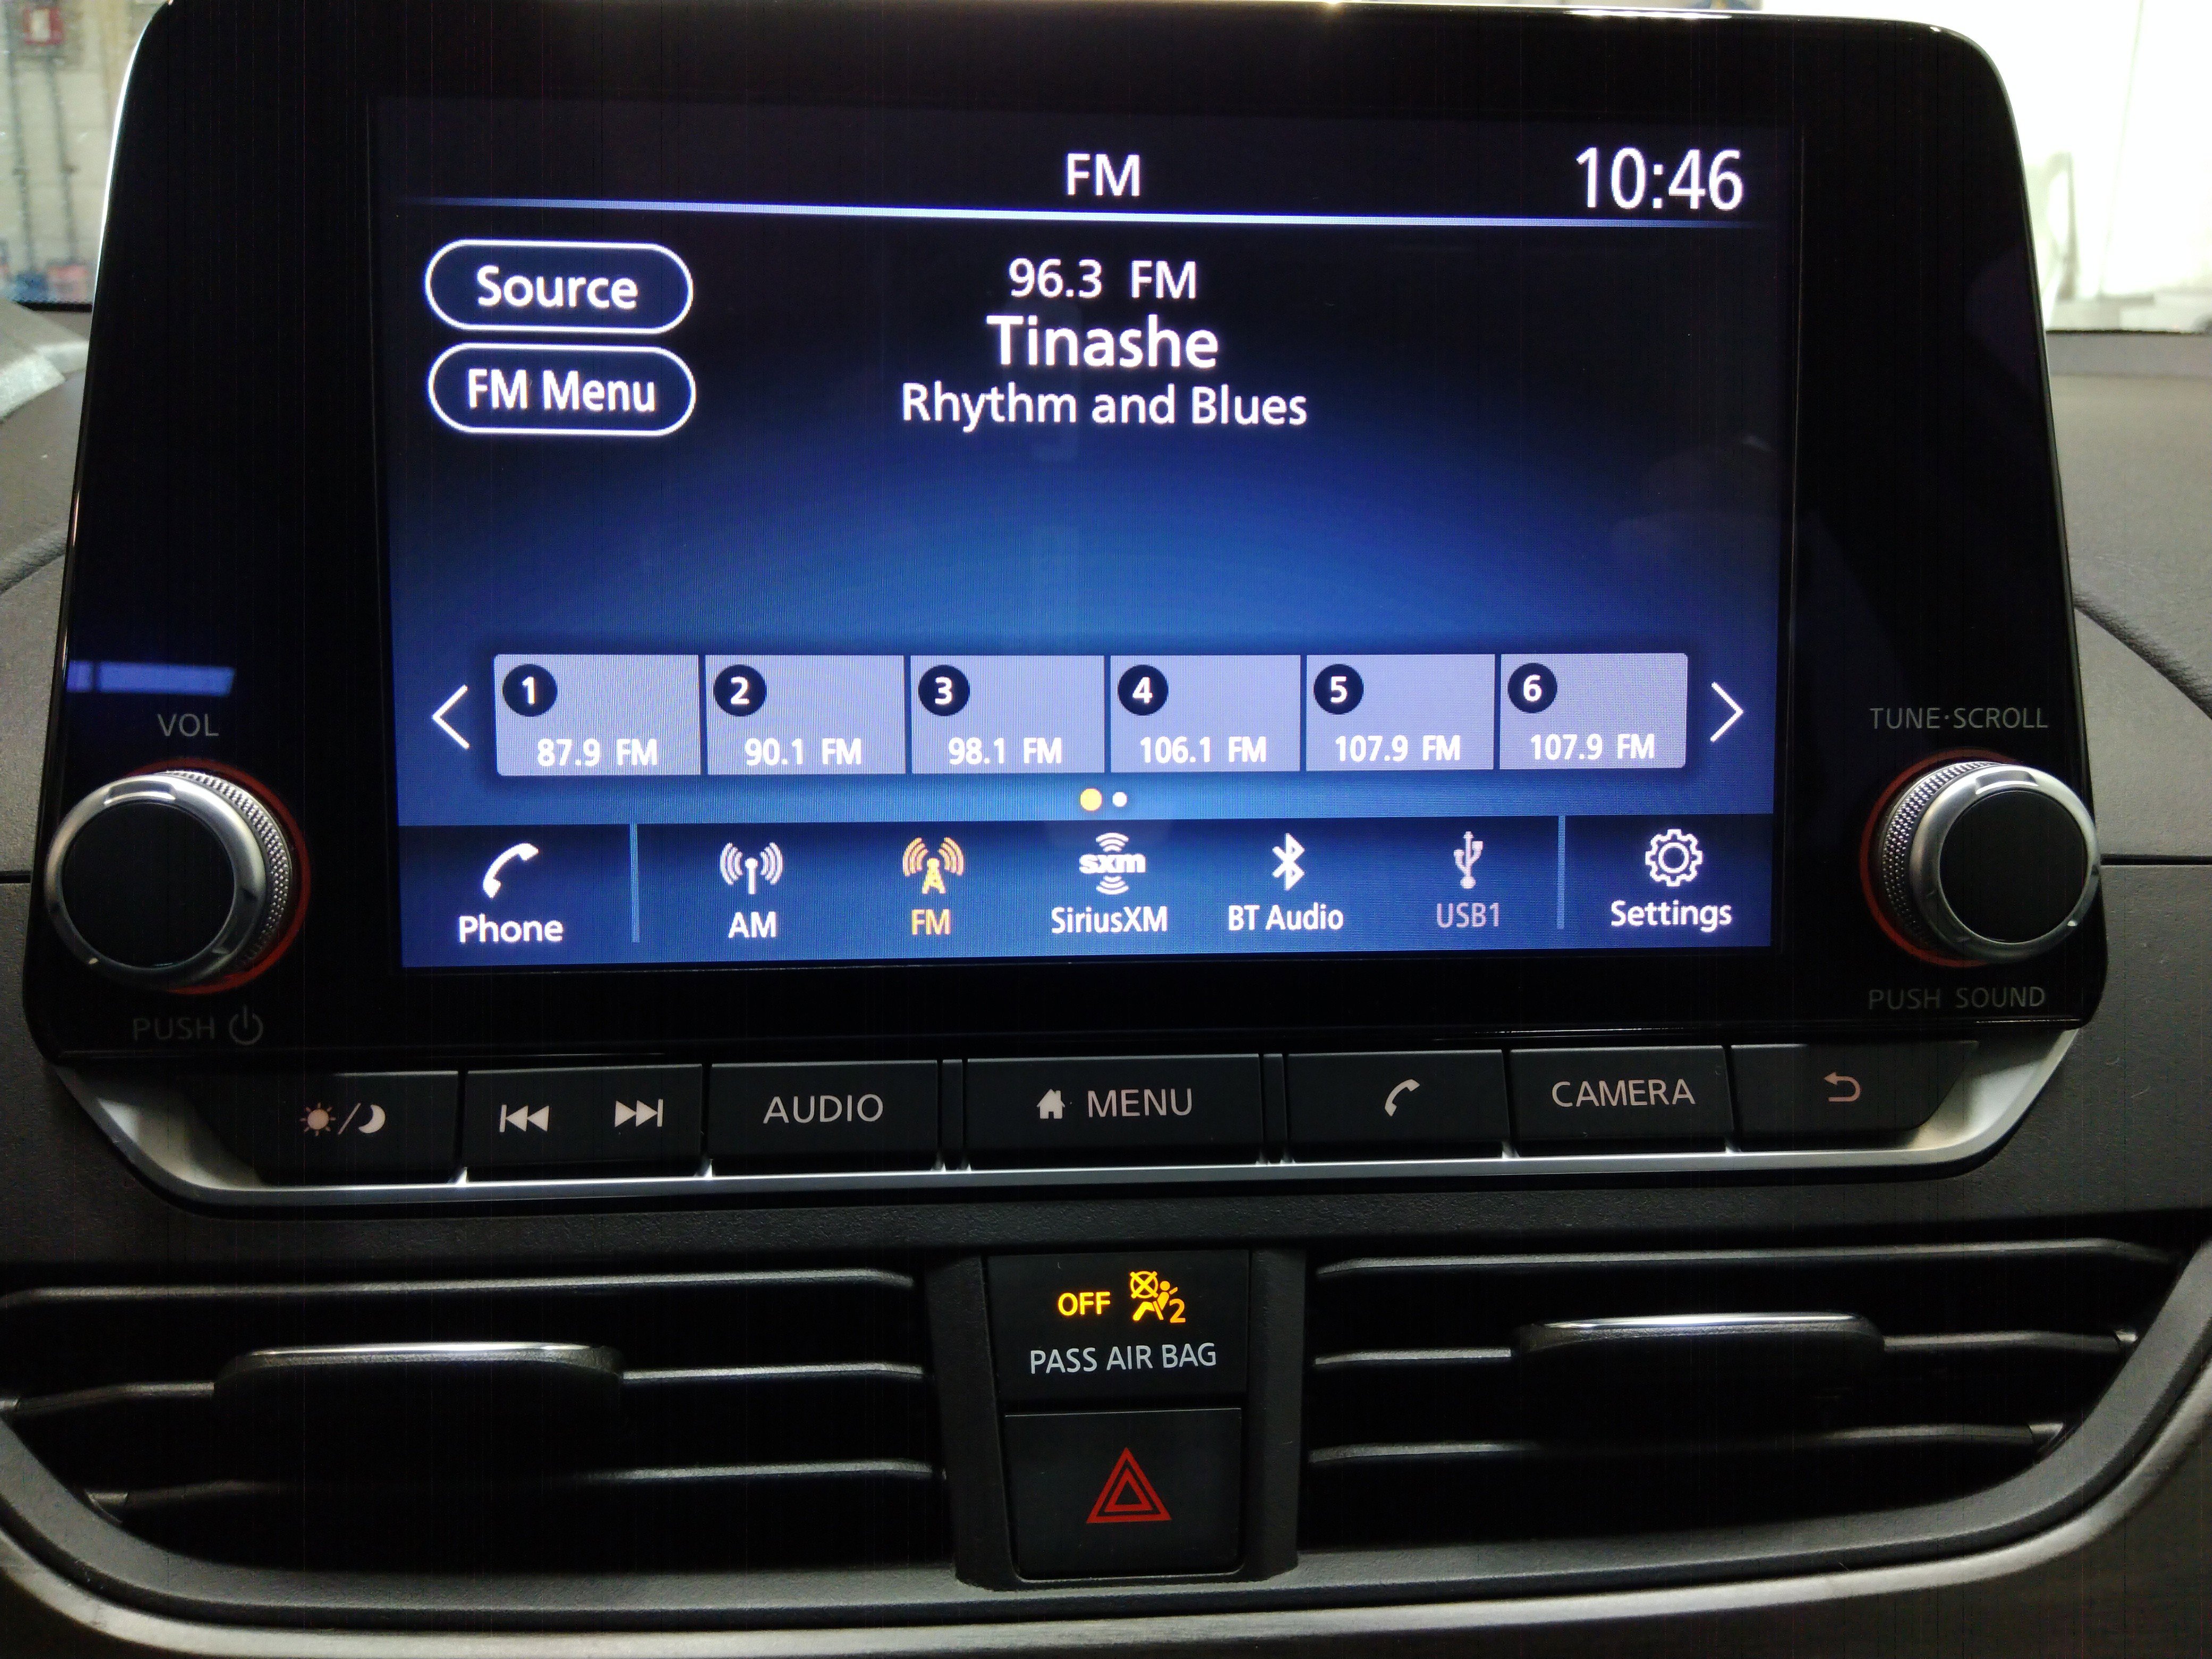 FM
10:46
Source
96.3 FM
Tinashe
FM Menu
Rhythm and Blues
1
2
3
4
5
6
87.9 FM
90.1 FM
98.1 FM
106.1 FM
107.9 FM
107.9 FM
VOL
TUNE·SCROLL
sxm
Phone
AM
FM
SiriusXM
BT Audio
USB1
Settings
PUSH
PUSH SOUND
AUDIO
MENU
CAMERA
OFF 2
PASS AIR BAG